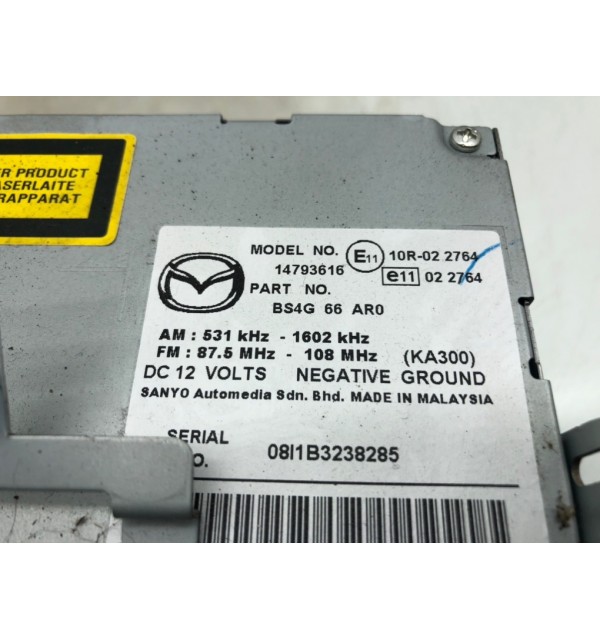 PRODUCT
ASERLAITE
RAPPARAT
MODEL NO. E11 10R-02 2764
14793616 e11 02 2764
PART NO.
BS4G 66 AR0
AM : 531 kHz - 1602 kHz
FM : 87.5 MHz - 108 MHz (KA300)
DC 12 VOLTS NEGATIVE GROUND
SANYO Automedia Sdn. Bhd. MADE IN MALAYSIA
SERIAL
O. 08I1B3238285